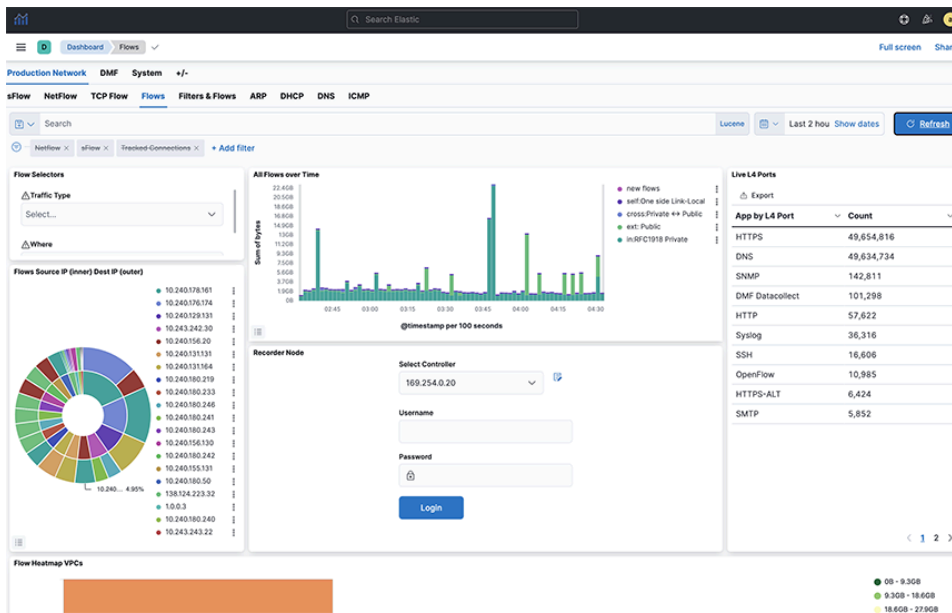 Search Elastic
D Dashboard Flows
Full screen Shar
Production Network DMF System +/-
sFlow NetFlow TCP Flow Flows Filters & Flows ARP DHCP DNS ICMP
Search Lucene Last 2 hou Show dates Refresh
Netflow × sFlow × Tracked Connections × + Add filter
Flow Selectors
Traffic Type
Select...
Where
All Flows over Time
Sum of bytes
22.4GB
20.5GB
18.6GB
16.8GB
14.9GB
13GB
11.2GB
9.3GB
7.5GB
5.6GB
3.7GB
1.9GB
0B
02:45 03:00 03:15 03:30 03:45 04:00 04:15 04:30
@timestamp per 100 seconds
new flows
self:One side Link-Local
cross:Private ↔ Public
ext: Public
in:RFC1918 Private
Live L4 Ports
Export
App by L4 Port Count
HTTPS 49,654,816
DNS 49,634,734
SNMP 142,811
DMF Datacollect 101,298
HTTP 57,622
Syslog 36,316
SSH 16,606
OpenFlow 10,985
HTTPS-ALT 6,424
SMTP 5,852
1 2
Flows Source IP (inner) Dest IP (outer)
10.240.178.161
10.240.176.174
10.240.129.131
10.243.242.30
10.240.156.20
10.240.131.131
10.240.131.164
10.240.180.219
10.240.180.233
10.240.180.246
10.240.180.241
10.240.180.243
10.240.156.130
10.240.180.242
10.240.155.131
10.240.180.50
138.124.223.32
1.0.0.3
10.240.180.240
10.243.243.22
10.240... 4.95%
Recorder Node
Select Controller
169.254.0.20
Username
Password
Login
Flow Heatmap VPCs
0B - 9.3GB
9.3GB - 18.6GB
18.6GB - 27.9GB